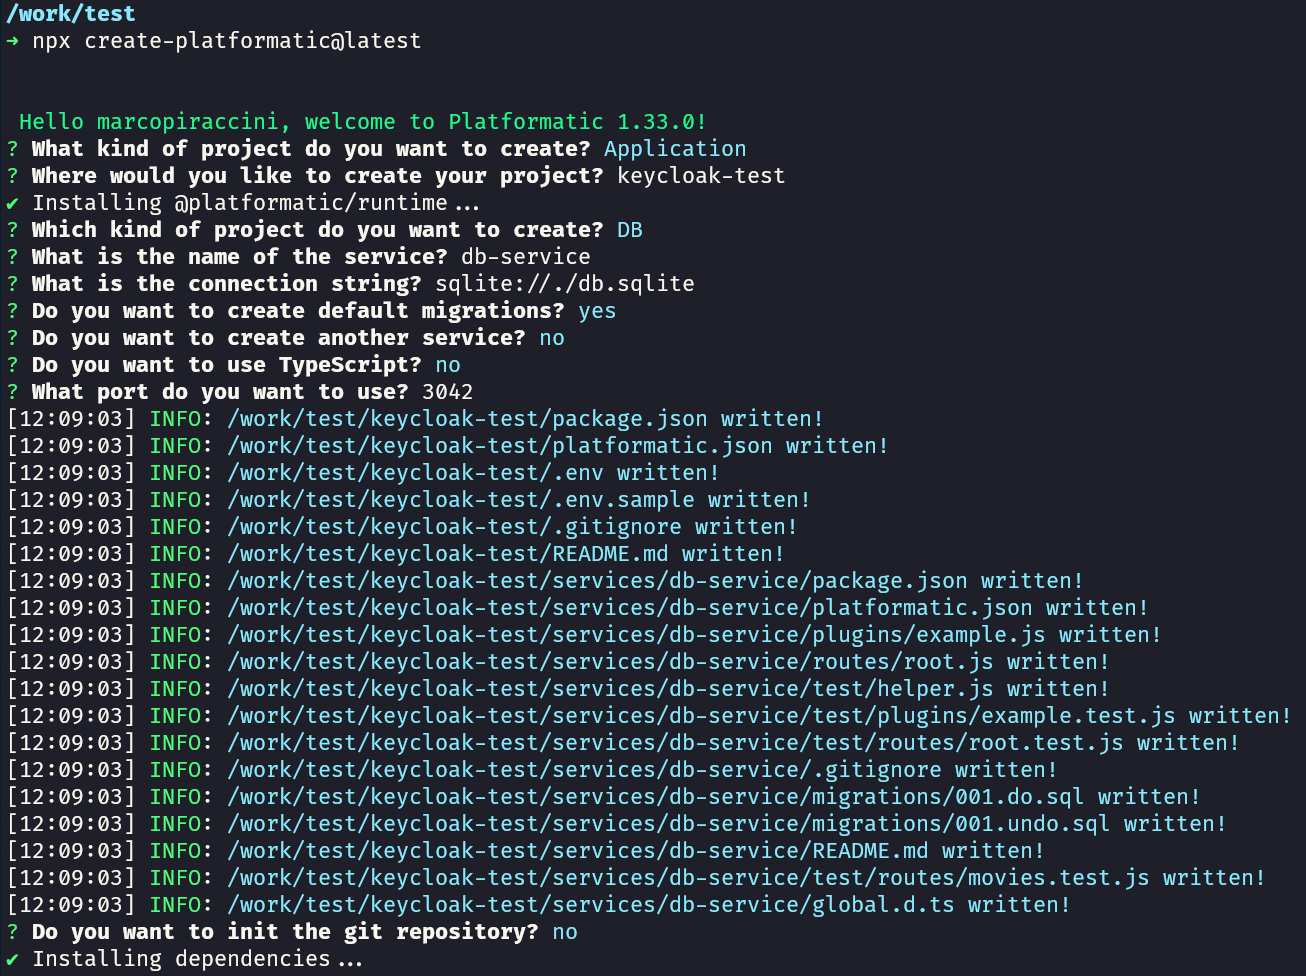 /work/test
➜ npx create-platformatic@latest
Hello marcopiraccini, welcome to Platformatic 1.33.0!
? What kind of project do you want to create? Application
? Where would you like to create your project? keycloak-test
✔ Installing @platformatic/runtime...
? Which kind of project do you want to create? DB
? What is the name of the service? db-service
? What is the connection string? sqlite://./db.sqlite
? Do you want to create default migrations? yes
? Do you want to create another service? no
? Do you want to use TypeScript? no
? What port do you want to use? 3042
[12:09:03] INFO: /work/test/keycloak-test/package.json written!
[12:09:03] INFO: /work/test/keycloak-test/platformatic.json written!
[12:09:03] INFO: /work/test/keycloak-test/.env written!
[12:09:03] INFO: /work/test/keycloak-test/.env.sample written!
[12:09:03] INFO: /work/test/keycloak-test/.gitignore written!
[12:09:03] INFO: /work/test/keycloak-test/README.md written!
[12:09:03] INFO: /work/test/keycloak-test/services/db-service/package.json written!
[12:09:03] INFO: /work/test/keycloak-test/services/db-service/platformatic.json written!
[12:09:03] INFO: /work/test/keycloak-test/services/db-service/plugins/example.js written!
[12:09:03] INFO: /work/test/keycloak-test/services/db-service/routes/root.js written!
[12:09:03] INFO: /work/test/keycloak-test/services/db-service/test/helper.js written!
[12:09:03] INFO: /work/test/keycloak-test/services/db-service/test/plugins/example.test.js written!
[12:09:03] INFO: /work/test/keycloak-test/services/db-service/test/routes/root.test.js written!
[12:09:03] INFO: /work/test/keycloak-test/services/db-service/.gitignore written!
[12:09:03] INFO: /work/test/keycloak-test/services/db-service/migrations/001.do.sql written!
[12:09:03] INFO: /work/test/keycloak-test/services/db-service/migrations/001.undo.sql written!
[12:09:03] INFO: /work/test/keycloak-test/services/db-service/README.md written!
[12:09:03] INFO: /work/test/keycloak-test/services/db-service/test/routes/movies.test.js written!
[12:09:03] INFO: /work/test/keycloak-test/services/db-service/global.d.ts written!
? Do you want to init the git repository? no
✔ Installing dependencies...